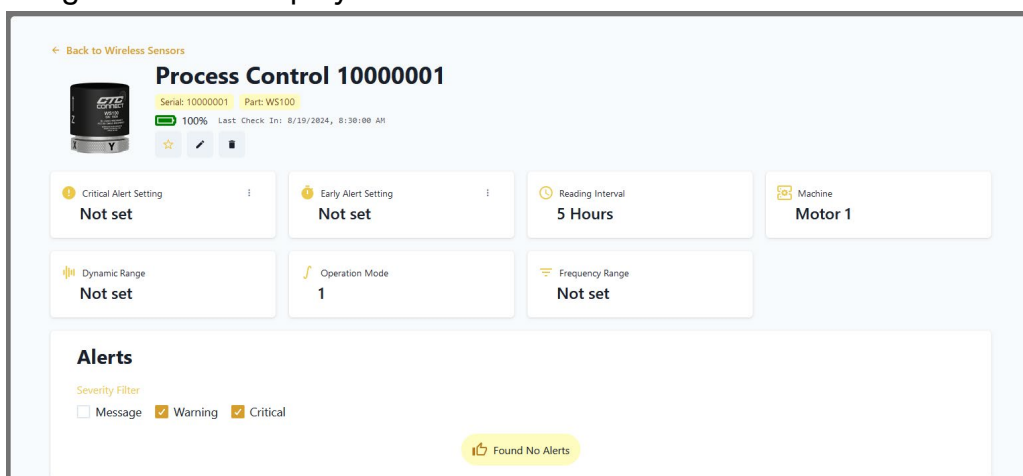 ← Back to Wireless Sensors
Process Control 10000001
Serial: 10000001 Part: WS100
CTC
CONNECT
WS100
Z
X Y
100% Last Check In: 8/19/2024, 8:30:00 AM
Critical Alert Setting
Not set
Early Alert Setting
Not set
Reading Interval
5 Hours
Machine
Motor 1
Dynamic Range
Not set
Operation Mode
1
Frequency Range
Not set
Alerts
Severity Filter
Message Warning Critical
Found No Alerts